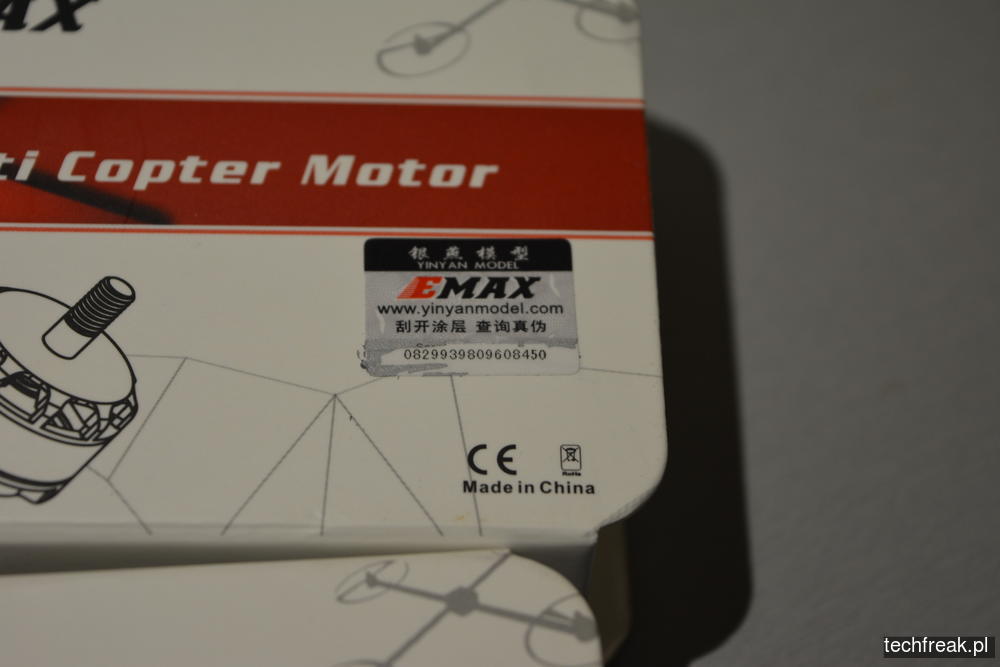 ti Copter Motor
银燕模型
YINYAN MODEL
EMAX
www.yinyanmodel.com
刮开涂层 查询真伪
0829939809608450
CE
RoHS
Made in China
techfreak.pl